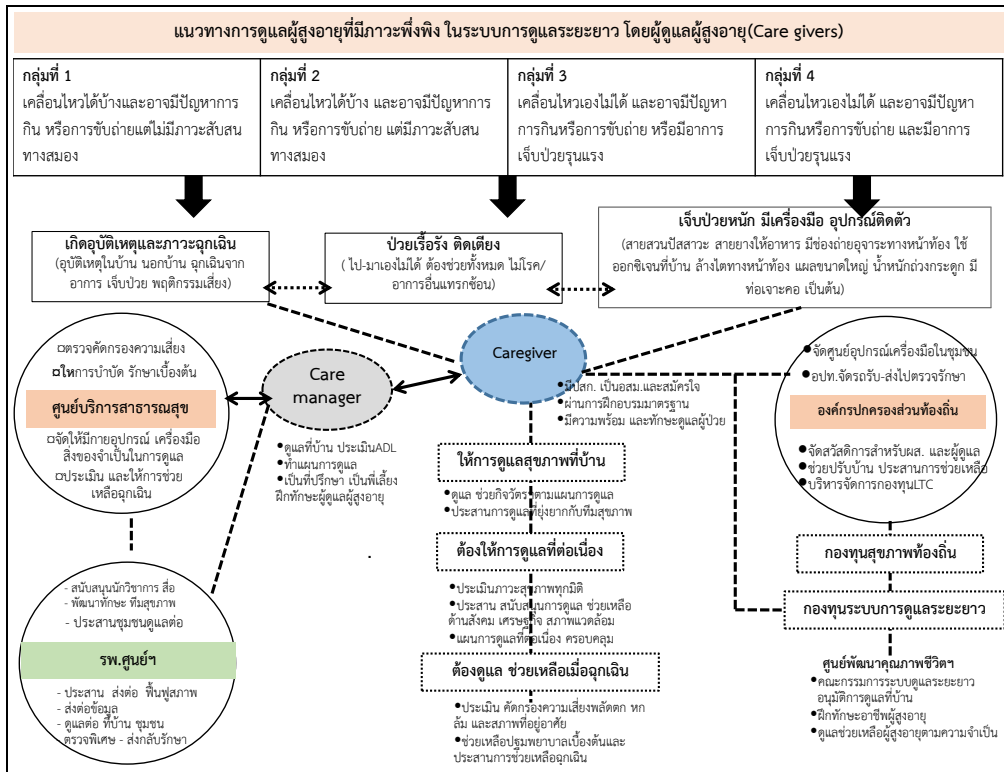 แนวทางการดูแลผู้สูงอายุที่มีภาวะพึ่งพิง ในระบบการดูแลระยะยาว โดยผู้ดูแลผู้สูงอายุ(Care givers)
กลุ่มที่ 1
เคลื่อนไหวได้บ้างและอาจมีปัญหาการ
กิน หรือการขับถ่ายแต่ไม่มีภาวะสับสน
ทางสมอง
กลุ่มที่ 2
เคลื่อนไหวได้บ้าง และอาจมีปัญหาการ
กิน หรือการขับถ่าย แต่มีภาวะสับสน
ทางสมอง
กลุ่มที่ 3
เคลื่อนไหวเองไม่ได้ และอาจมีปัญหา
การกินหรือการขับถ่าย หรือมีอาการ
เจ็บป่วยรุนแรง
กลุ่มที่ 4
เคลื่อนไหวเองไม่ได้ และอาจมีปัญหา
การกินหรือการขับถ่าย และมีอาการ
เจ็บป่วยรุนแรง
เกิดอุบัติเหตุและภาวะฉุกเฉิน
(อุบัติเหตุในบ้าน นอกบ้าน ฉุกเฉินจาก
อาการ เจ็บป่วย พฤติกรรมเสี่ยง)
ป่วยเรื้อรัง ติดเตียง
( ไป-มาเองไม่ได้ ต้องช่วยทั้งหมด ไม่โรค/
อาการอื่นแทรกซ้อน)
เจ็บป่วยหนัก มีเครื่องมือ อุปกรณ์ติดตัว
(สายสวนปัสสาวะ สายยางให้อาหาร มีช่องถ่ายอุจาระทางหน้าท้อง ใช้
ออกซิเจนที่บ้าน ล้างไตทางหน้าท้อง แผลขนาดใหญ่ น้ำหนักถ่วงกระดูก มี
ท่อเจาะคอ เป็นต้น)
□ตรวจคัดกรองความเสี่ยง
□ให้การบำบัด รักษาเบื้องต้น
ศูนย์บริการสาธารณสุข
□จัดให้มีกายอุปกรณ์ เครื่องมือ
สิ่งของจำเป็นในการดูแล
□ประเมิน และให้การช่วย
เหลือฉุกเฉิน
Care
manager
●ดูแลที่บ้าน ประเมินADL
●ทำแผนการดูแล
●เป็นที่ปรึกษา เป็นพี่เลี้ยง
ฝึกทักษะผู้ดูแลผู้สูงอายุ
Caregiver
●มีปสก. เป็นอสม.และสมัครใจ
●ผ่านการฝึกอบรมมาตรฐาน
●มีความพร้อม และทักษะดูแลผู้ป่วย
ให้การดูแลสุขภาพที่บ้าน
●ดูแล ช่วยกิจวัตรฯตามแผนการดูแล
●ประสานการดูแลที่ยุ่งยากกับทีมสุขภาพ
ต้องให้การดูแลที่ต่อเนื่อง
●ประเมินภาวะสุขภาพทุกมิติ
●ประสาน สนับสนุนการดูแล ช่วยเหลือ
ด้านสังคม เศรษฐกิจ สภาพแวดล้อม
●แผนการดูแลที่ต่อเนื่อง ครอบคลุม
ต้องดูแล ช่วยเหลือเมื่อฉุกเฉิน
●ประเมิน คัดกรองความเสี่ยงพลัดตก หก
ล้ม และสภาพที่อยู่อาศัย
●ช่วยเหลือปฐมพยาบาลเบื้องต้นและ
ประสานการช่วยเหลือฉุกเฉิน
●จัดศูนย์อุปกรณ์เครื่องมือในชุมชน
●อปท.จัดรถรับ-ส่งไปตรวจรักษา
องค์กรปกครองส่วนท้องถิ่น
●จัดสวัสดิการสำหรับผส. และผู้ดูแล
●ช่วยปรับบ้าน ประสานการช่วยเหลือ
●บริหารจัดการกองทุนLTC
กองทุนสุขภาพท้องถิ่น
กองทุนระบบการดูแลระยะยาว
ศูนย์พัฒนาคุณภาพชีวิตฯ
●คณะกรรมการระบบดูแลระยะยาว
อนุมัติการดูแลที่บ้าน
●ฝึกทักษะอาชีพผู้สูงอายุ
●ดูแลช่วยเหลือผู้สูงอายุตามความจำเป็น
- สนับสนุนนักวิชาการ สื่อ
- พัฒนาทักษะ ทีมสุขภาพ
- ประสานชุมชนดูแลต่อ
รพ.ศูนย์ฯ
- ประสาน ส่งต่อ ฟื้นฟูสภาพ
- ส่งต่อข้อมูล
- ดูแลต่อ ที่บ้าน ชุมชน
ตรวจพิเศษ - ส่งกลับรักษา